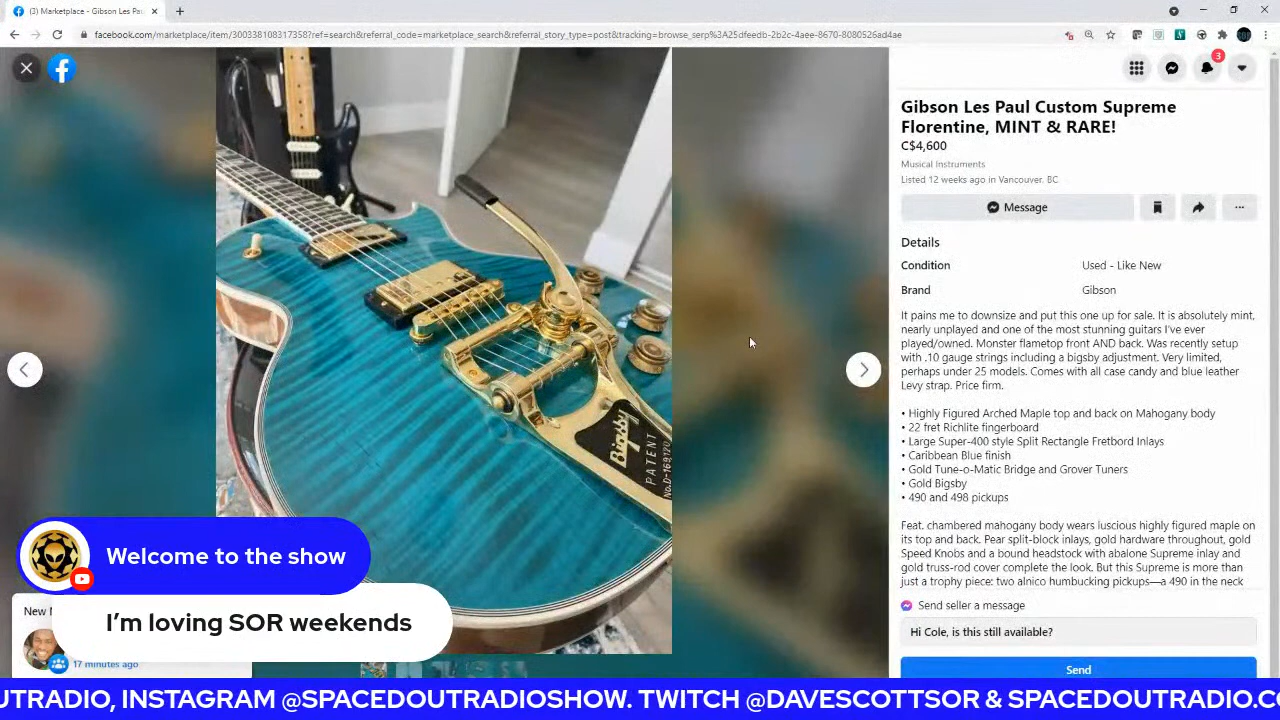 (3) Marketplace - Gibson Les Pau
facebook.com/marketplace/item/300338108317358?ref=search&referral_code=marketplace_search&referral_story_type=post&tracking=browse_serp%3A25dfeedb-2b2c-4aee-8670-8080526ad4ae
3
Gibson Les Paul Custom Supreme
Florentine, MINT & RARE!
C$4,600
Musical Instruments
Listed 12 weeks ago in Vancouver, BC
Message
Details
Condition Used - Like New
Brand Gibson
It pains me to downsize and put this one up for sale. It is absolutely mint,
nearly unplayed and one of the most stunning guitars I've ever
played/owned. Monster flametop front AND back. Was recently setup
with .10 gauge strings including a bigsby adjustment. Very limited,
perhaps under 25 models. Comes with all case candy and blue leather
Levy strap. Price firm.
• Highly Figured Arched Maple top and back on Mahogany body
• 22 fret Richlite fingerboard
• Large Super-400 style Split Rectangle Fretbord Inlays
• Caribbean Blue finish
• Gold Tune-o-Matic Bridge and Grover Tuners
• Gold Bigsby
• 490 and 498 pickups
Feat. chambered mahogany body wears luscious highly figured maple on
its top and back. Pear split-block inlays, gold hardware throughout, gold
Speed Knobs and a bound headstock with abalone Supreme inlay and
gold truss-rod cover complete the look. But this Supreme is more than
just a trophy piece: two alnico humbucking pickups—a 490 in the neck
Send seller a message
Hi Cole, is this still available?
Send
Bigsby
PATENT
No.D-169,120
Welcome to the show
I'm loving SOR weekends
New
17 minutes ago
UTRADIO, INSTAGRAM @SPACEDOUTRADIOSHOW. TWITCH @DAVESCOTTSOR & SPACEDOUTRADIO.CO